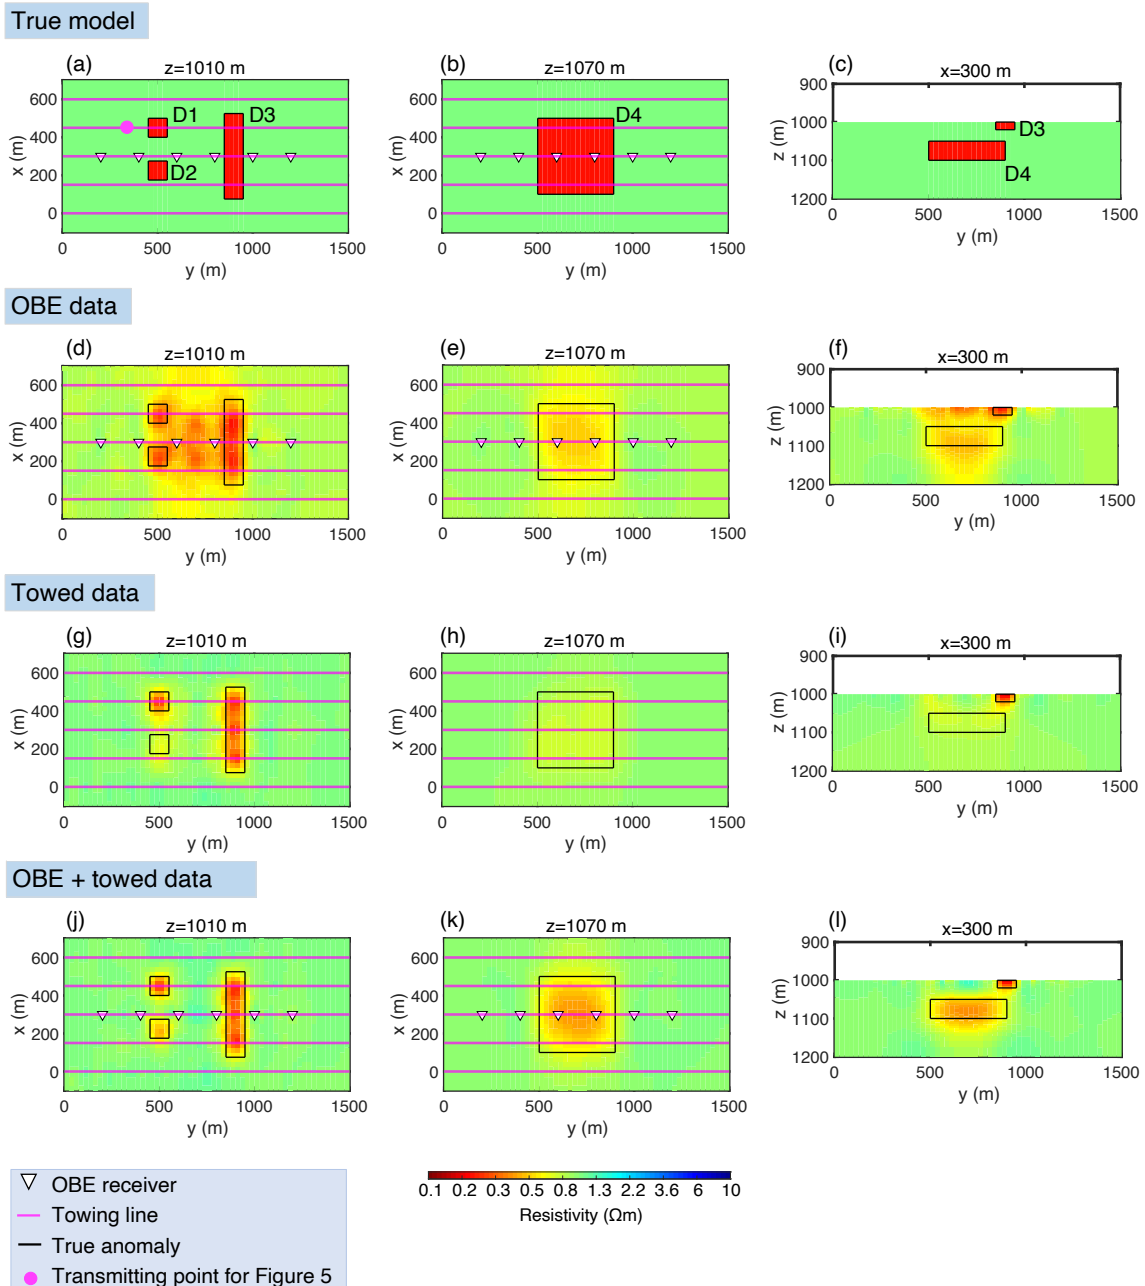 True model
(a) z=1010 m
D1 D3
D2
600
400
200
0
x (m)
0 500 1000 1500
y (m)
(b) z=1070 m
D4
600
400
200
0
x (m)
0 500 1000 1500
y (m)
(c) x=300 m
D3
D4
900
1000
1100
1200
z (m)
500 1000 1500
y (m)
OBE data
(d) z=1010 m
600
400
200
0
x (m)
0 500 1000 1500
y (m)
(e) z=1070 m
600
400
200
0
x (m)
0 500 1000 1500
y (m)
(f) x=300 m
900
1000
1100
1200
z (m)
500 1000 1500
y (m)
Towed data
(g) z=1010 m
600
400
200
0
x (m)
0 500 1000 1500
y (m)
(h) z=1070 m
600
400
200
0
x (m)
0 500 1000 1500
y (m)
(i) x=300 m
900
1000
1100
1200
z (m)
500 1000 1500
y (m)
OBE + towed data
(j) z=1010 m
600
400
200
0
x (m)
0 500 1000 1500
y (m)
(k) z=1070 m
600
400
200
0
x (m)
0 500 1000 1500
y (m)
(l) x=300 m
900
1000
1100
1200
z (m)
500 1000 1500
y (m)
OBE receiver
Towing line
True anomaly
Transmitting point for Figure 5
0.1 0.2 0.3 0.5 0.8 1.3 2.2 3.6 6 10
Resistivity (Ωm)